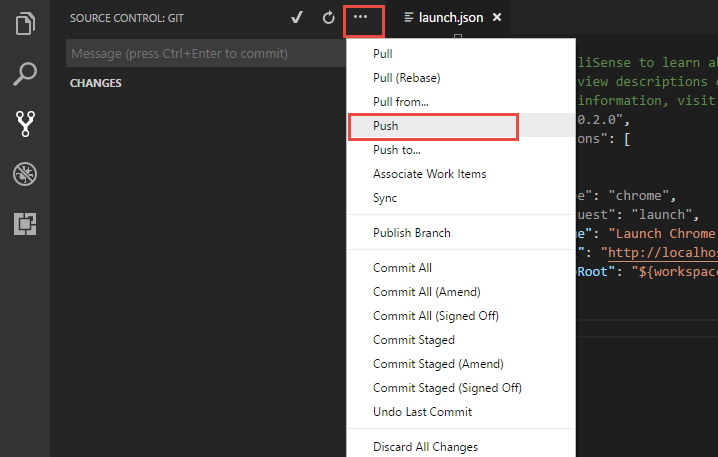 SOURCE CONTROL: GIT
Message (press Ctrl+Enter to commit)
CHANGES
Pull
Pull (Rebase)
Pull from...
Push
Push to...
Associate Work Items
Sync
Publish Branch
Commit All
Commit All (Amend)
Commit All (Signed Off)
Commit Staged
Commit Staged (Amend)
Commit Staged (Signed Off)
Undo Last Commit
Discard All Changes
launch.json
liSense to learn a
view descriptions
information, visit
0.2.0",
ons": [
e": "chrome",
uest": "launch",
e": "Launch Chrome
": "http://localhos
oRoot": "${workspac